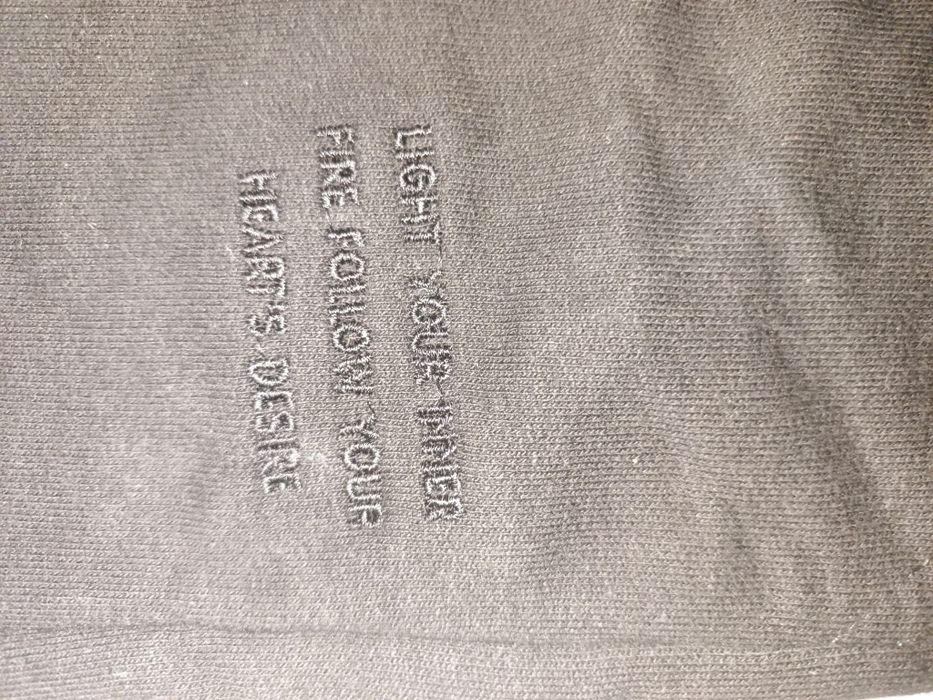 LIGHT YOUR INNER
FIRE FOLLOW YOUR
HEART'S DESIRE